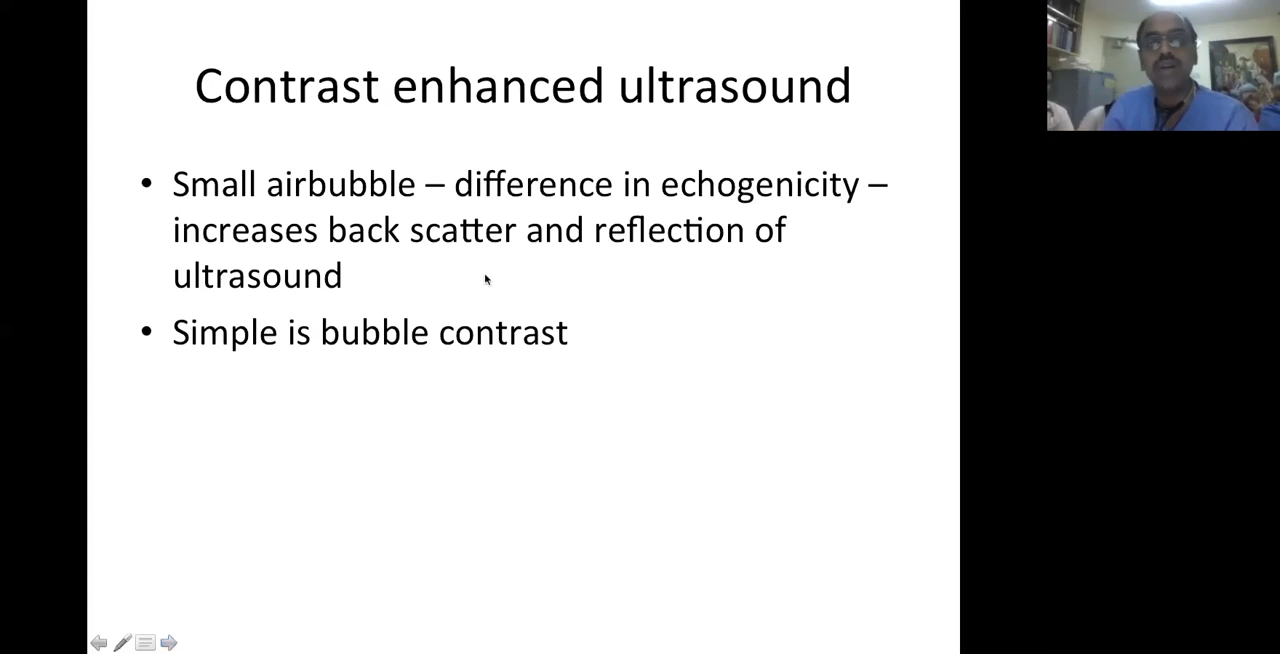 Contrast enhanced ultrasound
• Small airbubble – difference in echogenicity –
increases back scatter and reflection of
ultrasound
• Simple is bubble contrast